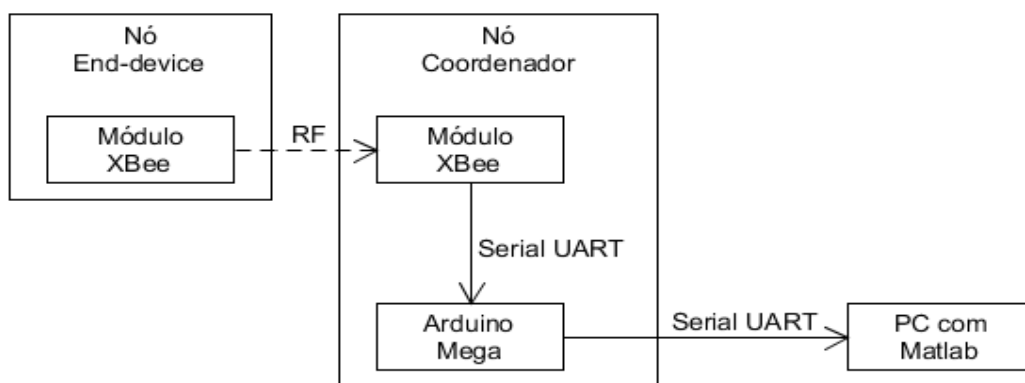 Nó
End-device
Módulo
XBee
RF
Nó
Coordenador
Módulo
XBee
Serial UART
Arduino
Mega
Serial UART
PC com
Matlab